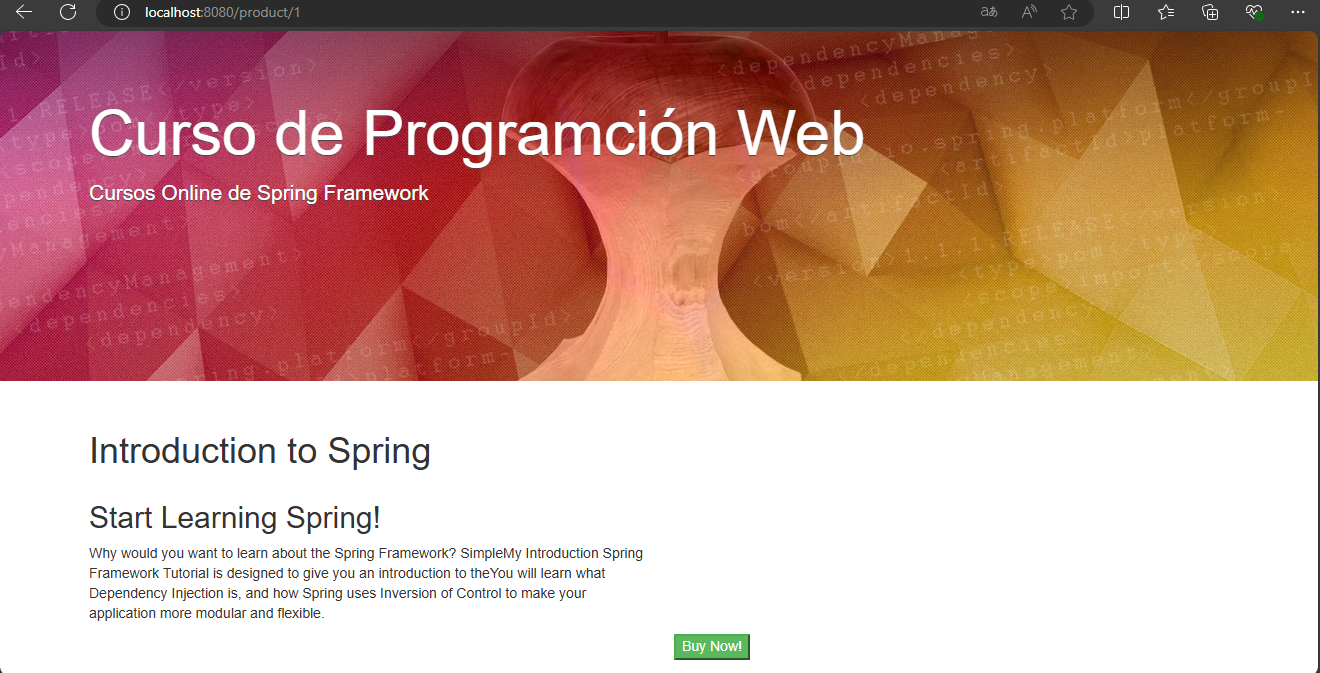 localhost:8080/product/1
Curso de Programción Web
Cursos Online de Spring Framework
Introduction to Spring
Start Learning Spring!
Why would you want to learn about the Spring Framework? SimpleMy Introduction Spring
Framework Tutorial is designed to give you an introduction to theYou will learn what
Dependency Injection is, and how Spring uses Inversion of Control to make your
application more modular and flexible.
Buy Now!